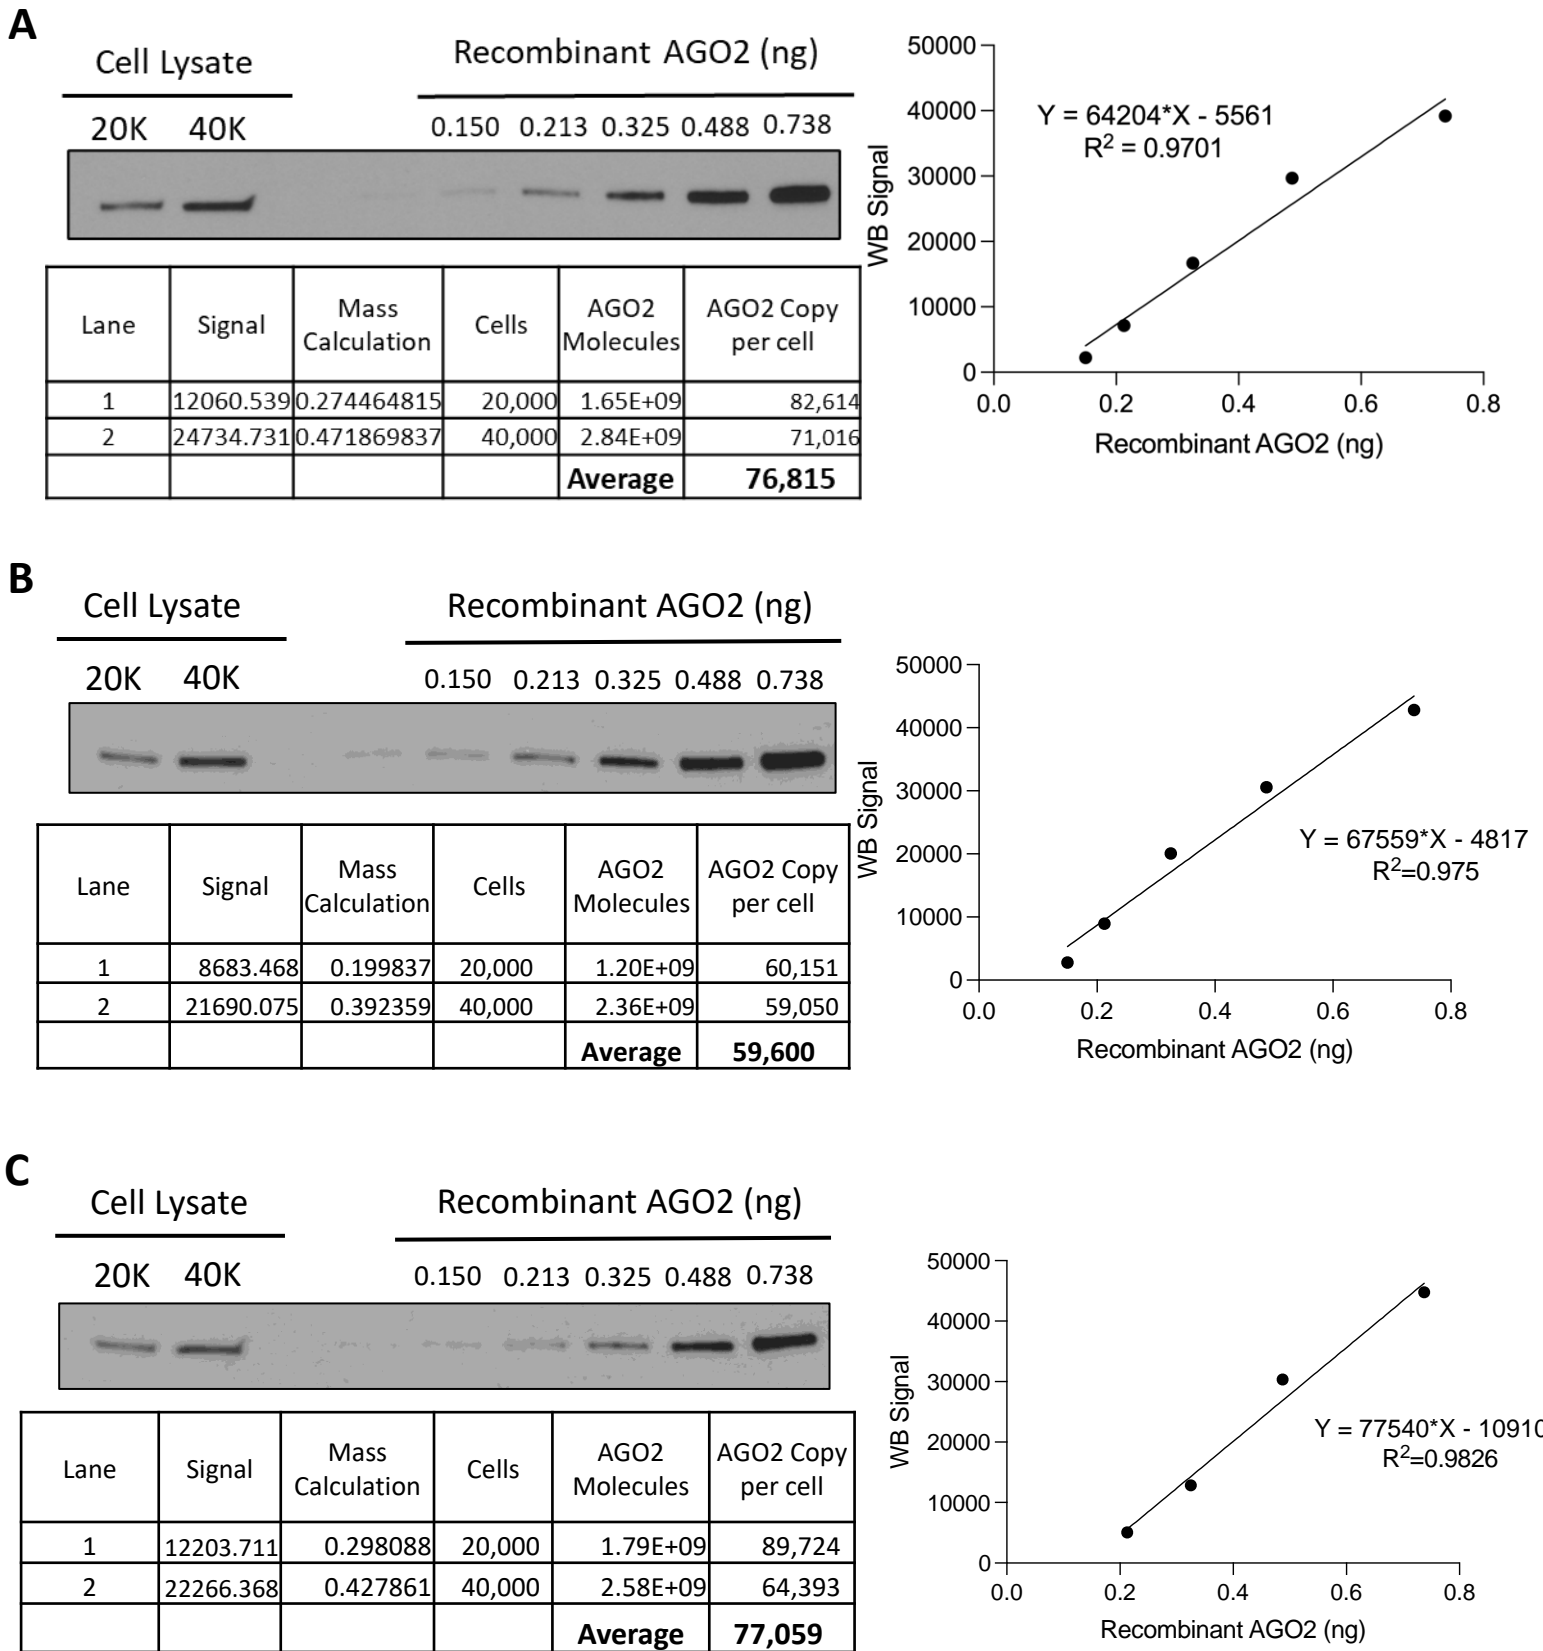 A
Cell Lysate
Recombinant AGO2 (ng)
20K 40K
0.150 0.213 0.325 0.488 0.738
Lane Signal Mass Calculation Cells AGO2 Molecules AGO2 Copy per cell
1 12060.539 0.274464815 20,000 1.65E+09 82,614
2 24734.731 0.471869837 40,000 2.84E+09 71,016
Average 76,815
50000
40000
30000
20000
10000
0
WB Signal
Y = 64204*X - 5561
R² = 0.9701
0.0 0.2 0.4 0.6 0.8
Recombinant AGO2 (ng)
B
Cell Lysate
Recombinant AGO2 (ng)
20K 40K
0.150 0.213 0.325 0.488 0.738
Lane Signal Mass Calculation Cells AGO2 Molecules AGO2 Copy per cell
1 8683.468 0.199837 20,000 1.20E+09 60,151
2 21690.075 0.392359 40,000 2.36E+09 59,050
Average 59,600
50000
40000
30000
20000
10000
0
WB Signal
Y = 67559*X - 4817
R²=0.975
0.0 0.2 0.4 0.6 0.8
Recombinant AGO2 (ng)
C
Cell Lysate
Recombinant AGO2 (ng)
20K 40K
0.150 0.213 0.325 0.488 0.738
Lane Signal Mass Calculation Cells AGO2 Molecules AGO2 Copy per cell
1 12203.711 0.298088 20,000 1.79E+09 89,724
2 22266.368 0.427861 40,000 2.58E+09 64,393
Average 77,059
50000
40000
30000
20000
10000
0
WB Signal
Y = 77540*X - 10910
R²=0.9826
0.0 0.2 0.4 0.6 0.8
Recombinant AGO2 (ng)